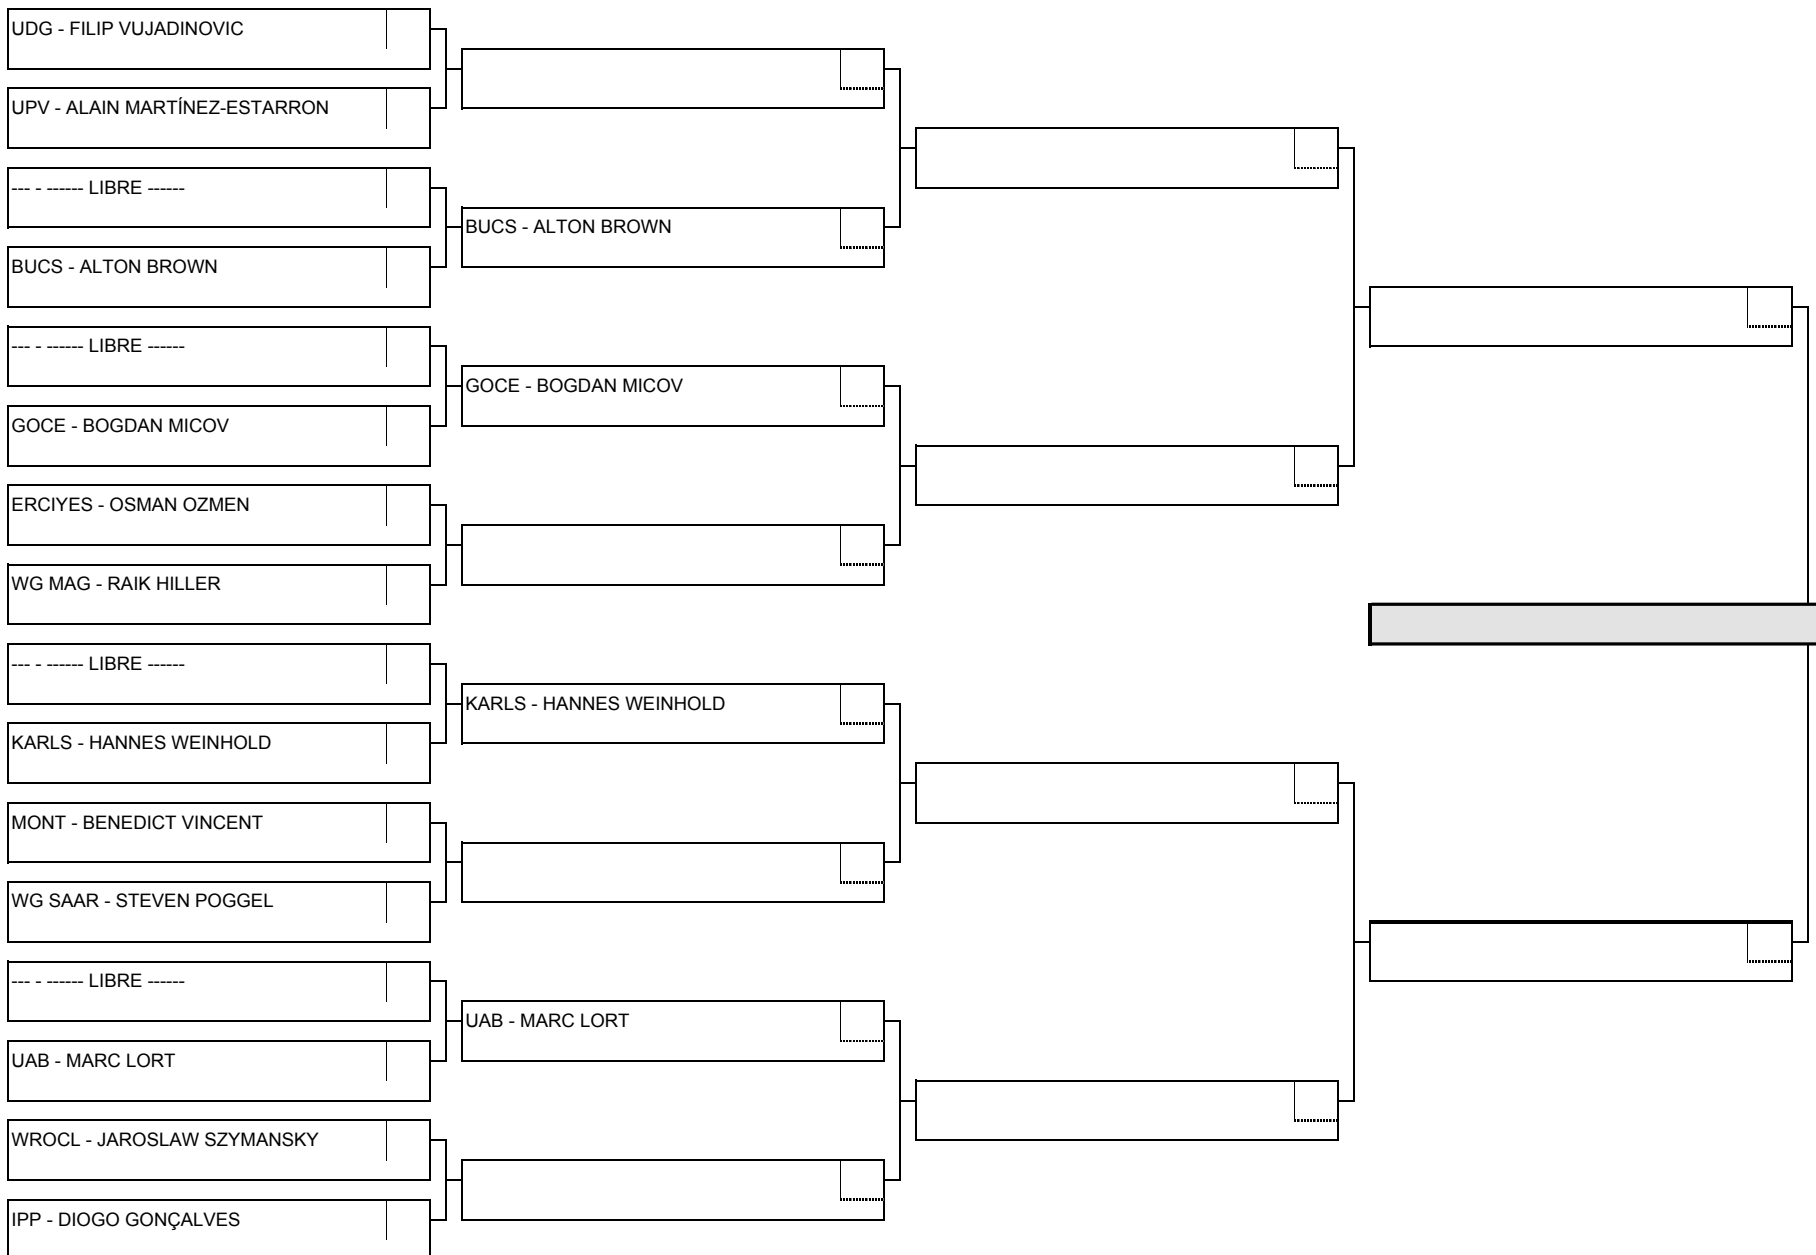 UDG - FILIP VUJADINOVIC
UPV - ALAIN MARTÍNEZ-ESTARRON
--- - ------ LIBRE ------
BUCS - ALTON BROWN
--- - ------ LIBRE ------
GOCE - BOGDAN MICOV
ERCIYES - OSMAN OZMEN
WG MAG - RAIK HILLER
--- - ------ LIBRE ------
KARLS - HANNES WEINHOLD
MONT - BENEDICT VINCENT
WG SAAR - STEVEN POGGEL
--- - ------ LIBRE ------
UAB - MARC LORT
WROCL - JAROSLAW SZYMANSKY
IPP - DIOGO GONÇALVES
BUCS - ALTON BROWN
GOCE - BOGDAN MICOV
KARLS - HANNES WEINHOLD
UAB - MARC LORT